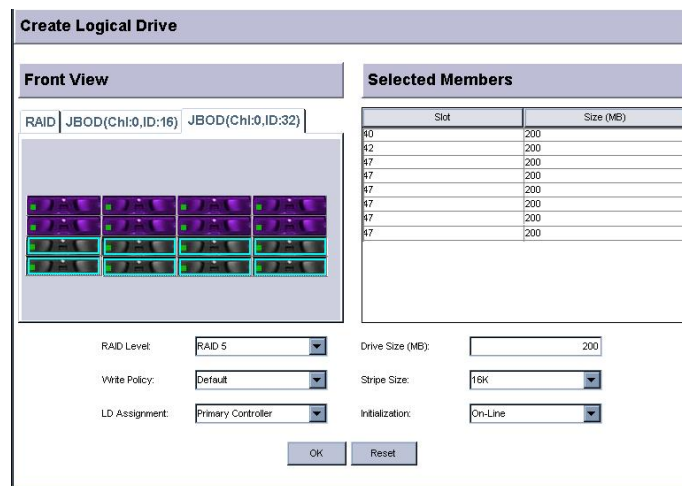 Create Logical Drive
Front View
Selected Members
RAID JBOD(Chl:0,ID:16) JBOD(Chl:0,ID:32)
Slot Size (MB)
40 200
42 200
47 200
47 200
47 200
47 200
47 200
47 200
RAID Level: RAID 5 Drive Size (MB): 200
Write Policy: Default Stripe Size: 16K
LD Assignment: Primary Controller Initialization: On-Line
OK Reset